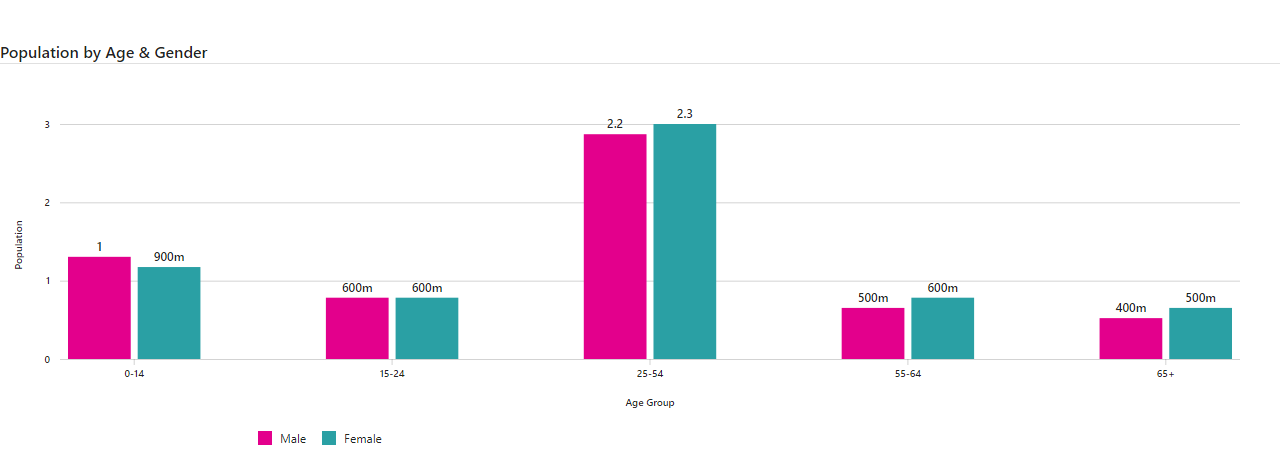 Population by Age & Gender
2.3
2.2
3
2
1
900m
Population
1
600m
600m
500m
600m
400m
500m
0
0-14
15-24
25-54
55-64
65+
Age Group
Male
Female